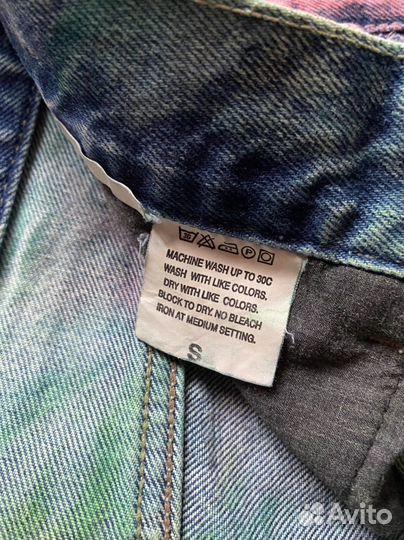 30 P
MACHINE WASH UP TO 30C
WASH WITH LIKE COLORS.
DRY WITH LIKE COLORS.
BLOCK TO DRY. NO BLEACH
IRON AT MEDIUM SETTING.
S
Avito